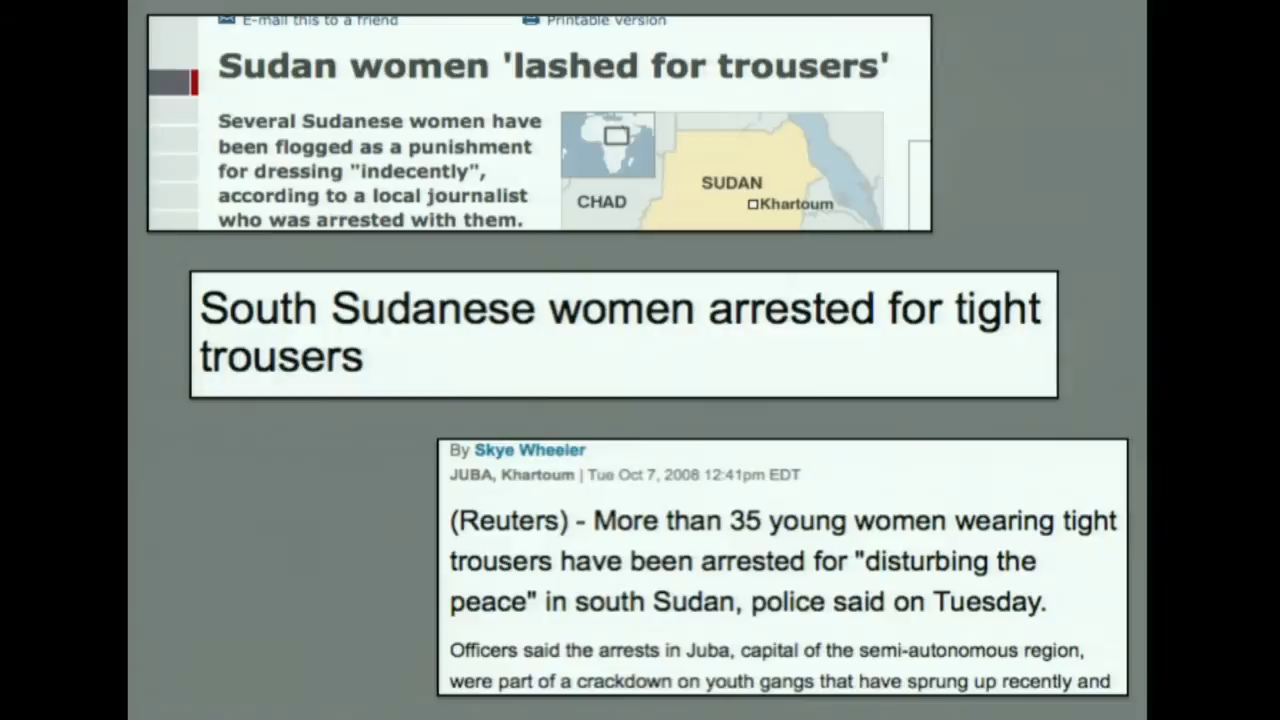 E-mail this to a friend Printable version
Sudan women 'lashed for trousers'
Several Sudanese women have
been flogged as a punishment
for dressing "indecently",
according to a local journalist
who was arrested with them.
SUDAN
CHAD
Khartoum
South Sudanese women arrested for tight
trousers
By Skye Wheeler
JUBA, Khartoum | Tue Oct 7, 2008 12:41pm EDT
(Reuters) - More than 35 young women wearing tight
trousers have been arrested for "disturbing the
peace" in south Sudan, police said on Tuesday.
Officers said the arrests in Juba, capital of the semi-autonomous region,
were part of a crackdown on youth gangs that have sprung up recently and